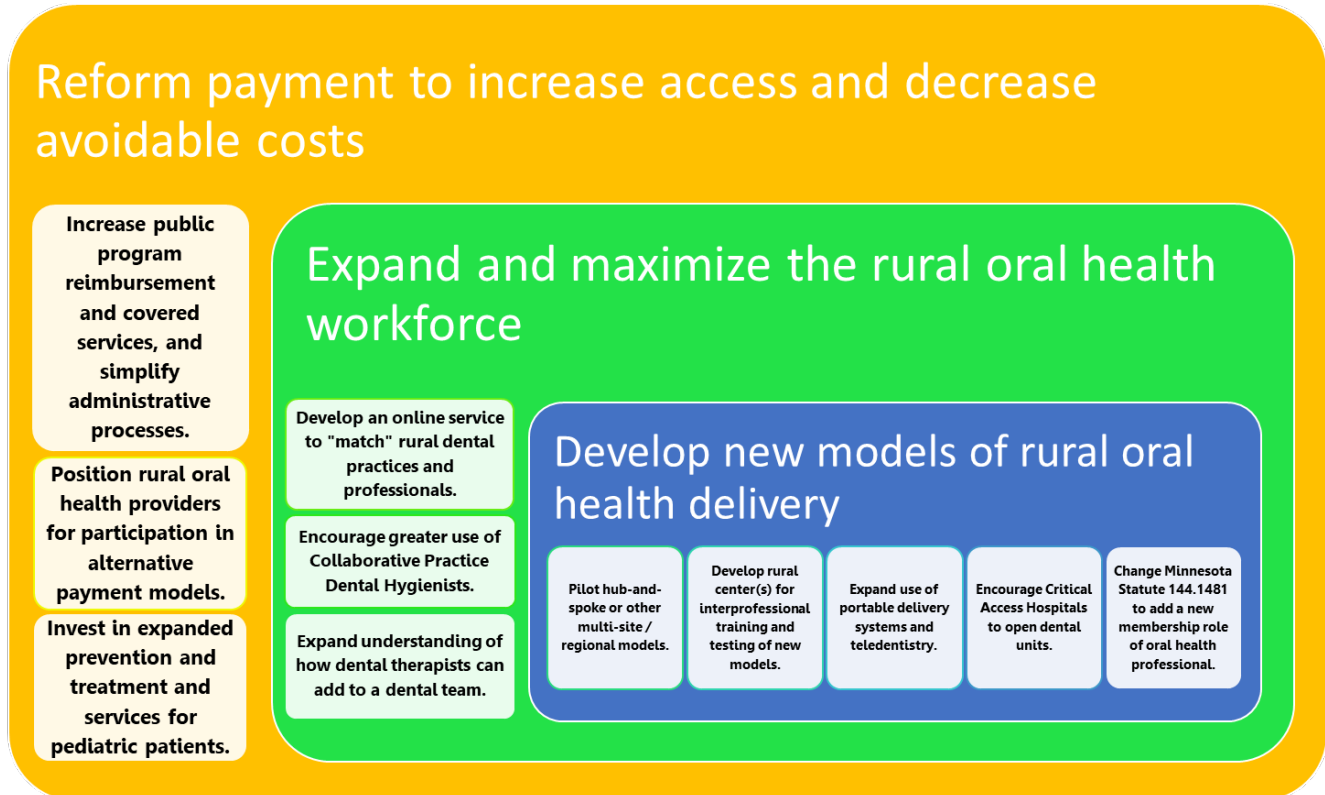 Reform payment to increase access and decrease
avoidable costs
Increase public
program
reimbursement
and covered
services, and
simplify
administrative
processes.
Position rural oral
health providers
for participation in
alternative
payment models.
Invest in expanded
prevention and
treatment and
services for
pediatric patients.
Expand and maximize the rural oral health
workforce
Develop an online service
to "match" rural dental
practices and
professionals.
Encourage greater use of
Collaborative Practice
Dental Hygienists.
Expand understanding of
how dental therapists can
add to a dental team.
Develop new models of rural oral
health delivery
Pilot hub-and-
spoke or other
multi-site /
regional models.
Develop rural
center(s) for
interprofessional
training and
testing of new
models.
Expand use of
portable delivery
systems and
teledentistry.
Encourage Critical
Access Hospitals
to open dental
units.
Change Minnesota
Statute 144.1481
to add a new
membership role
of oral health
professional.